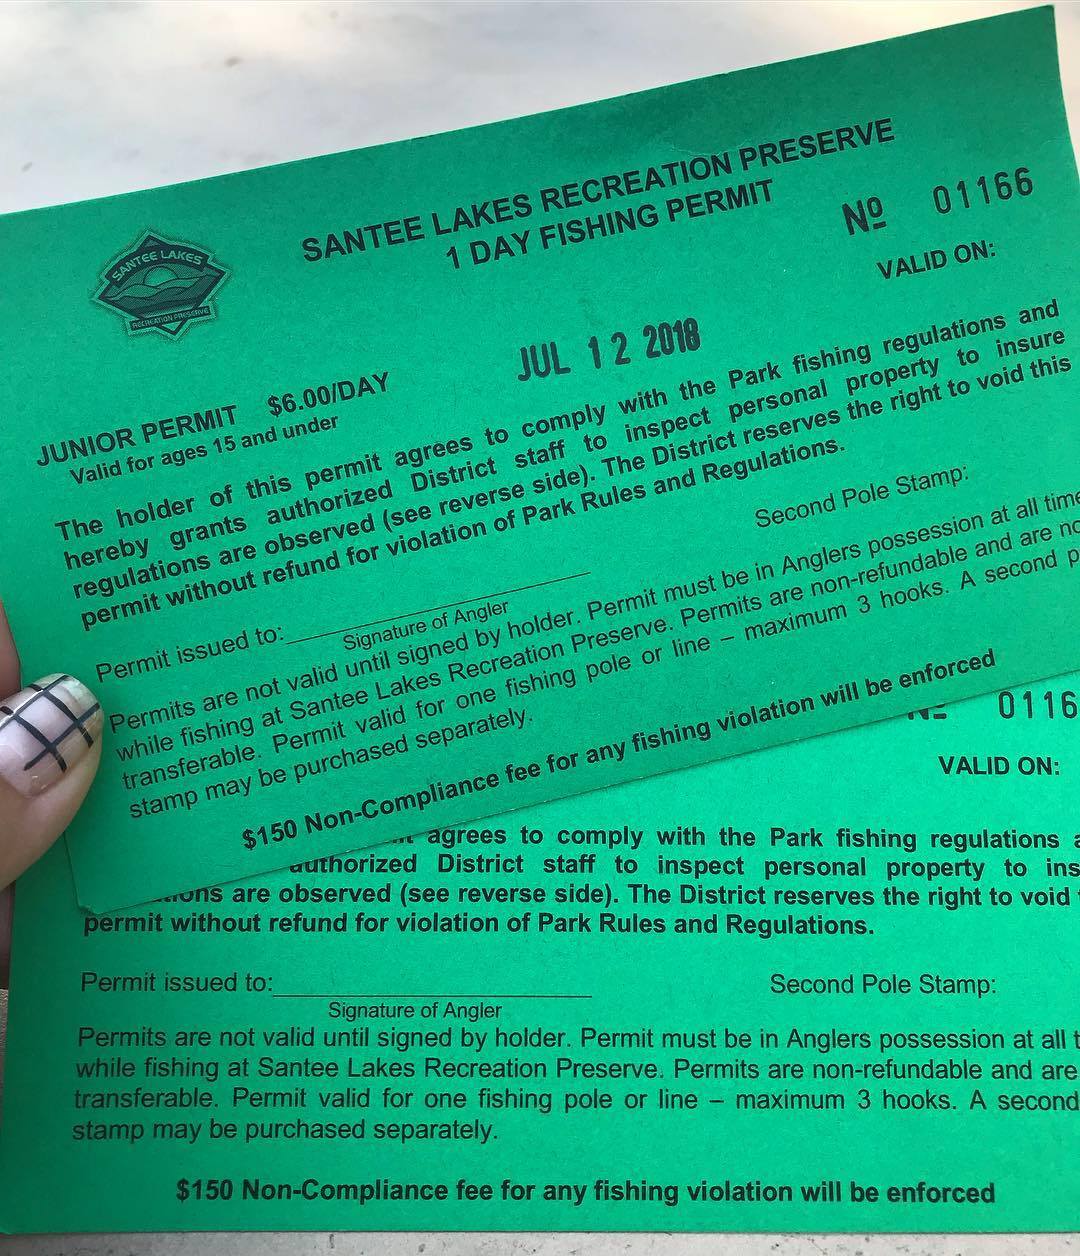 SANTEE LAKES RECREATION PRESERVE
1 DAY FISHING PERMIT
Nº 01166
VALID ON:
SANTEE LAKES
RECREATION PRESERVE
JUL 12 2018
JUNIOR PERMIT $6.00/DAY
Valid for ages 15 and under
The holder of this permit agrees to comply with the Park fishing regulations and
hereby grants authorized District staff to inspect personal property to insure
regulations are observed (see reverse side). The District reserves the right to void this
permit without refund for violation of Park Rules and Regulations.
Second Pole Stamp:
Permit issued to:
Signature of Angler
Permits are not valid until signed by holder. Permit must be in Anglers possession at all time
while fishing at Santee Lakes Recreation Preserve. Permits are non-refundable and are no
transferable. Permit valid for one fishing pole or line – maximum 3 hooks. A second p
stamp may be purchased separately.
$150 Non-Compliance fee for any fishing violation will be enforced
0116
VALID ON:
agrees to comply with the Park fishing regulations a
authorized District staff to inspect personal property to ins
ons are observed (see reverse side). The District reserves the right to void
permit without refund for violation of Park Rules and Regulations.
Permit issued to:
Second Pole Stamp:
Signature of Angler
Permits are not valid until signed by holder. Permit must be in Anglers possession at all t
while fishing at Santee Lakes Recreation Preserve. Permits are non-refundable and are
transferable. Permit valid for one fishing pole or line – maximum 3 hooks. A second
stamp may be purchased separately.
$150 Non-Compliance fee for any fishing violation will be enforced